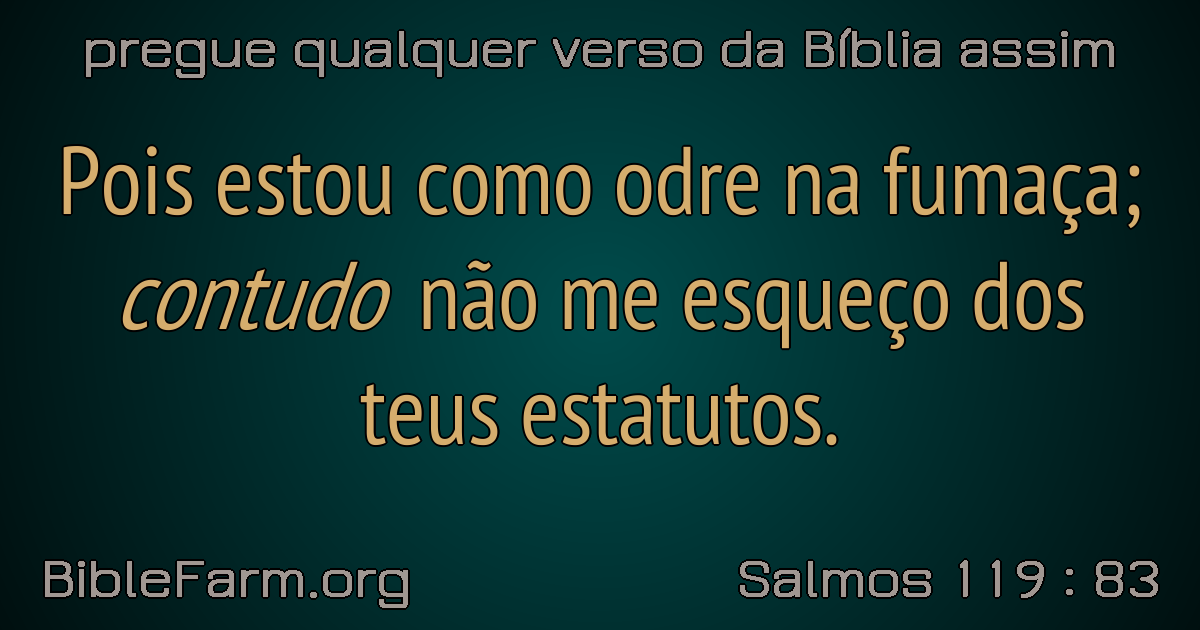 pregue qualquer verso da Bíblia assim
Pois estou como odre na fumaça;
contudo não me esqueço dos
teus estatutos.
BibleFarm.org
Salmos 119 : 83